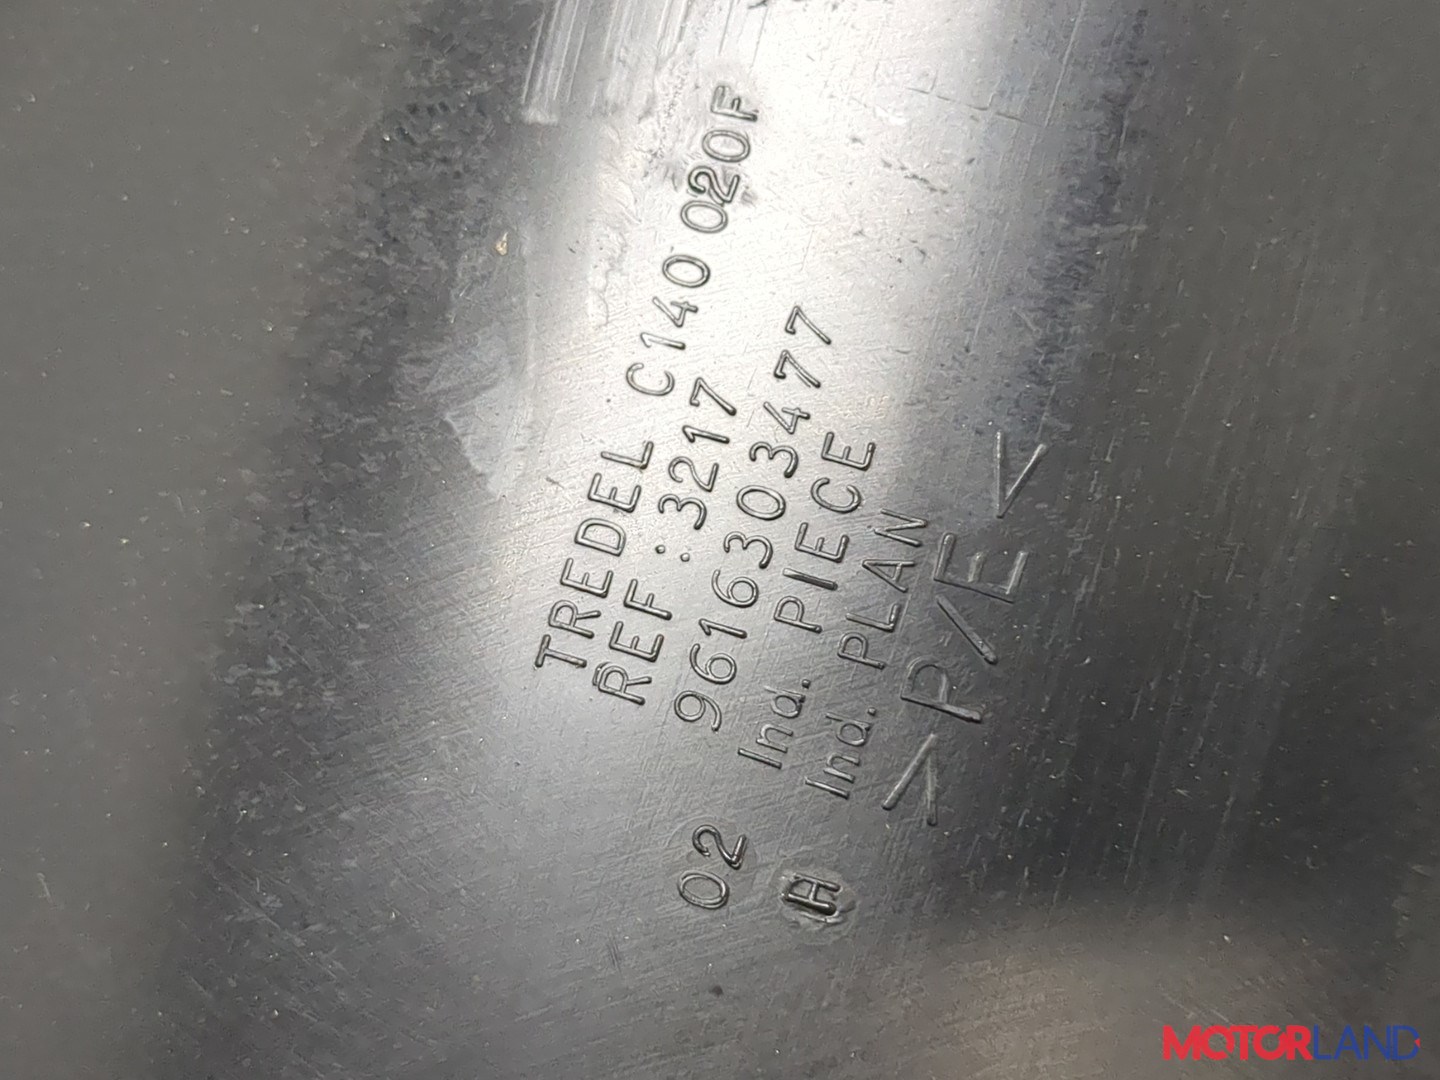 TREDEL C140 020F
REF : 3217
9616303477
02 Ind. PIECE
H Ind. PLAN
>P/E<
MOTORLAND